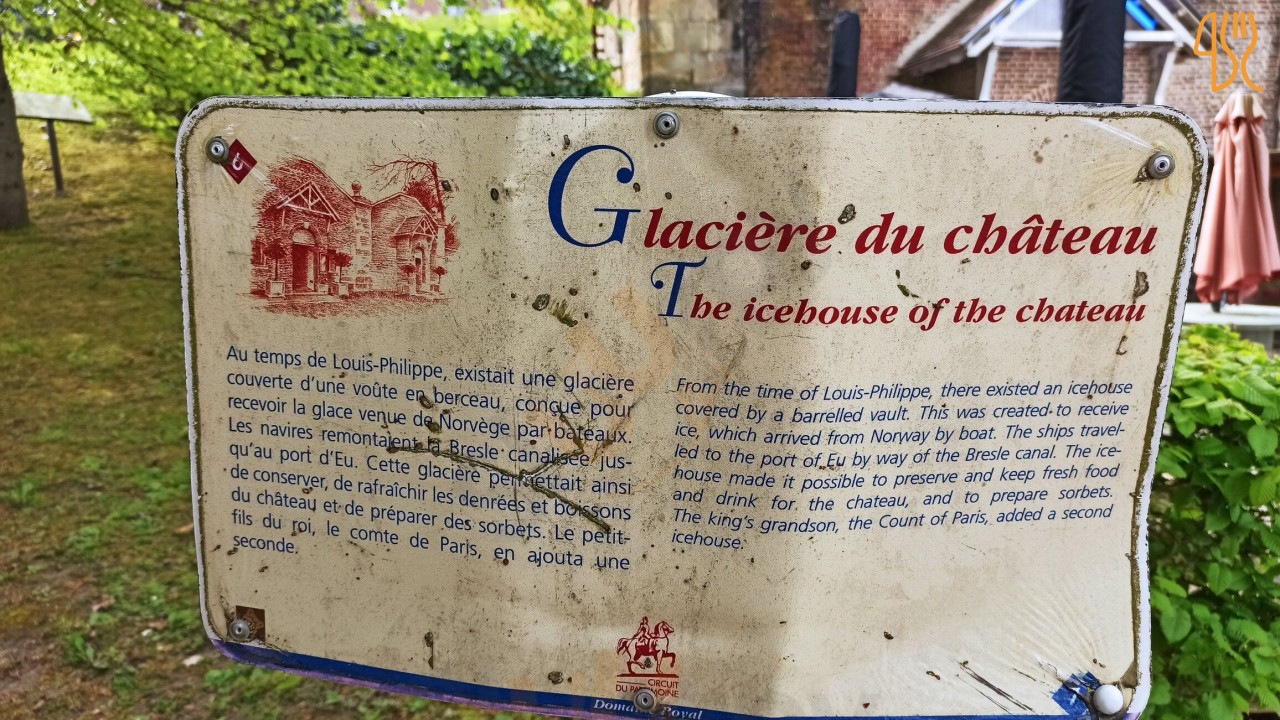 Glacière du château
The icehouse of the chateau
Au temps de Louis-Philippe, existait une glacière
couverte d'une voûte en berceau, conçue pour
recevoir la glace venue de Norvège par bateaux.
Les navires remontaient la Bresle canalisée jus-
qu'au port d'Eu. Cette glacière permettait ainsi
de conserver, de rafraîchir les denrées et boissons
du château et de préparer des sorbets. Le petit-
fils du roi, le comte de Paris, en ajouta une
seconde.
From the time of Louis-Philippe, there existed an icehouse
covered by a barrelled vault. This was created to receive
ice, which arrived from Norway by boat. The ships travel-
led to the port of Eu by way of the Bresle canal. The ice-
house made it possible to preserve and keep fresh food
and drink for the chateau, and to prepare sorbets.
The king's grandson, the Count of Paris, added a second
icehouse.
CIRCUIT
DU PATRIMOINE
Domaine Royal